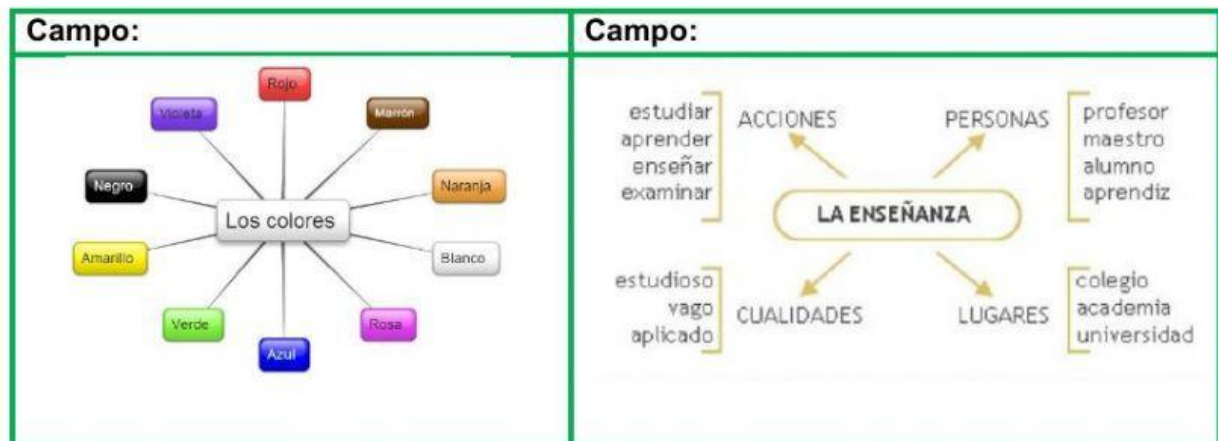 Campo:
Rojo
Violeta
Marrón
Negro
Naranja
Los colores
Amarillo
Blanco
Verde
Rosa
Azul
Campo:
estudiar
aprender
enseñar
examinar
ACCIONES
PERSONAS
profesor
maestro
alumno
aprendiz
LA ENSEÑANZA
estudioso
vago
aplicado
CUALIDADES
LUGARES
colegio
academia
universidad